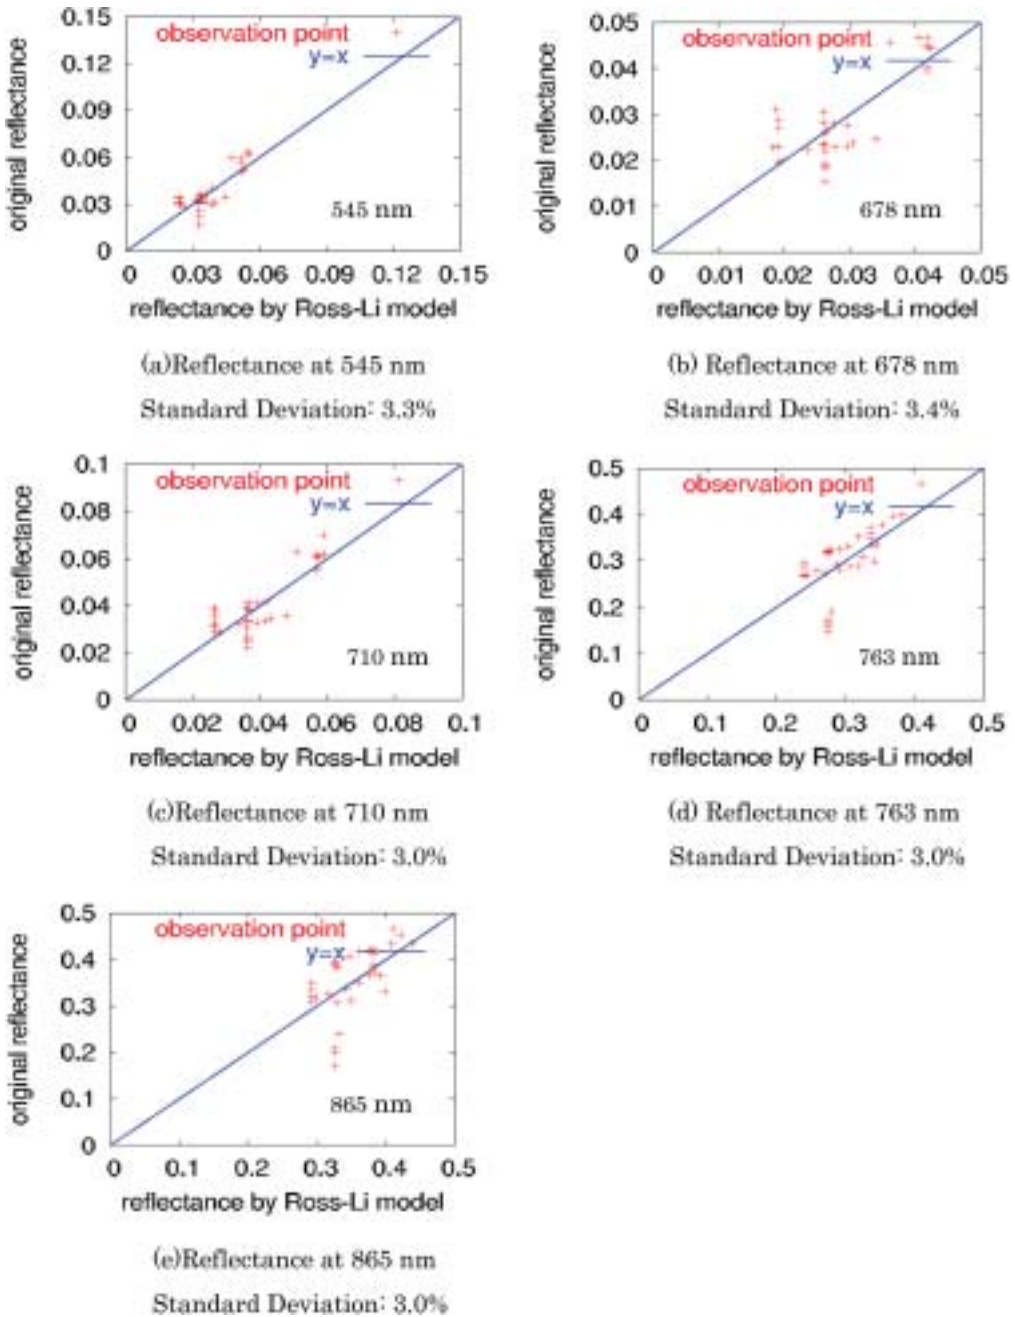 observation point
y=x
original reflectance
0.15
0.12
0.09
0.06
0.03
0
545 nm
0 0.03 0.06 0.09 0.12 0.15
reflectance by Ross-Li model
(a)Reflectance at 545 nm
Standard Deviation: 3.3%
observation point
y=x
original reflectance
0.05
0.04
0.03
0.02
0.01
0
678 nm
0 0.01 0.02 0.03 0.04 0.05
reflectance by Ross-Li model
(b) Reflectance at 678 nm
Standard Deviation: 3.4%
observation point
y=x
original reflectance
0.1
0.08
0.06
0.04
0.02
0
710 nm
0 0.02 0.04 0.06 0.08 0.1
reflectance by Ross-Li model
(c)Reflectance at 710 nm
Standard Deviation: 3.0%
observation point
y=x
original reflectance
0.5
0.4
0.3
0.2
0.1
0
763 nm
0 0.1 0.2 0.3 0.4 0.5
reflectance by Ross-Li model
(d) Reflectance at 763 nm
Standard Deviation: 3.0%
observation point
y=x
original reflectance
0.5
0.4
0.3
0.2
0.1
0
865 nm
0 0.1 0.2 0.3 0.4 0.5
reflectance by Ross-Li model
(e)Reflectance at 865 nm
Standard Deviation: 3.0%